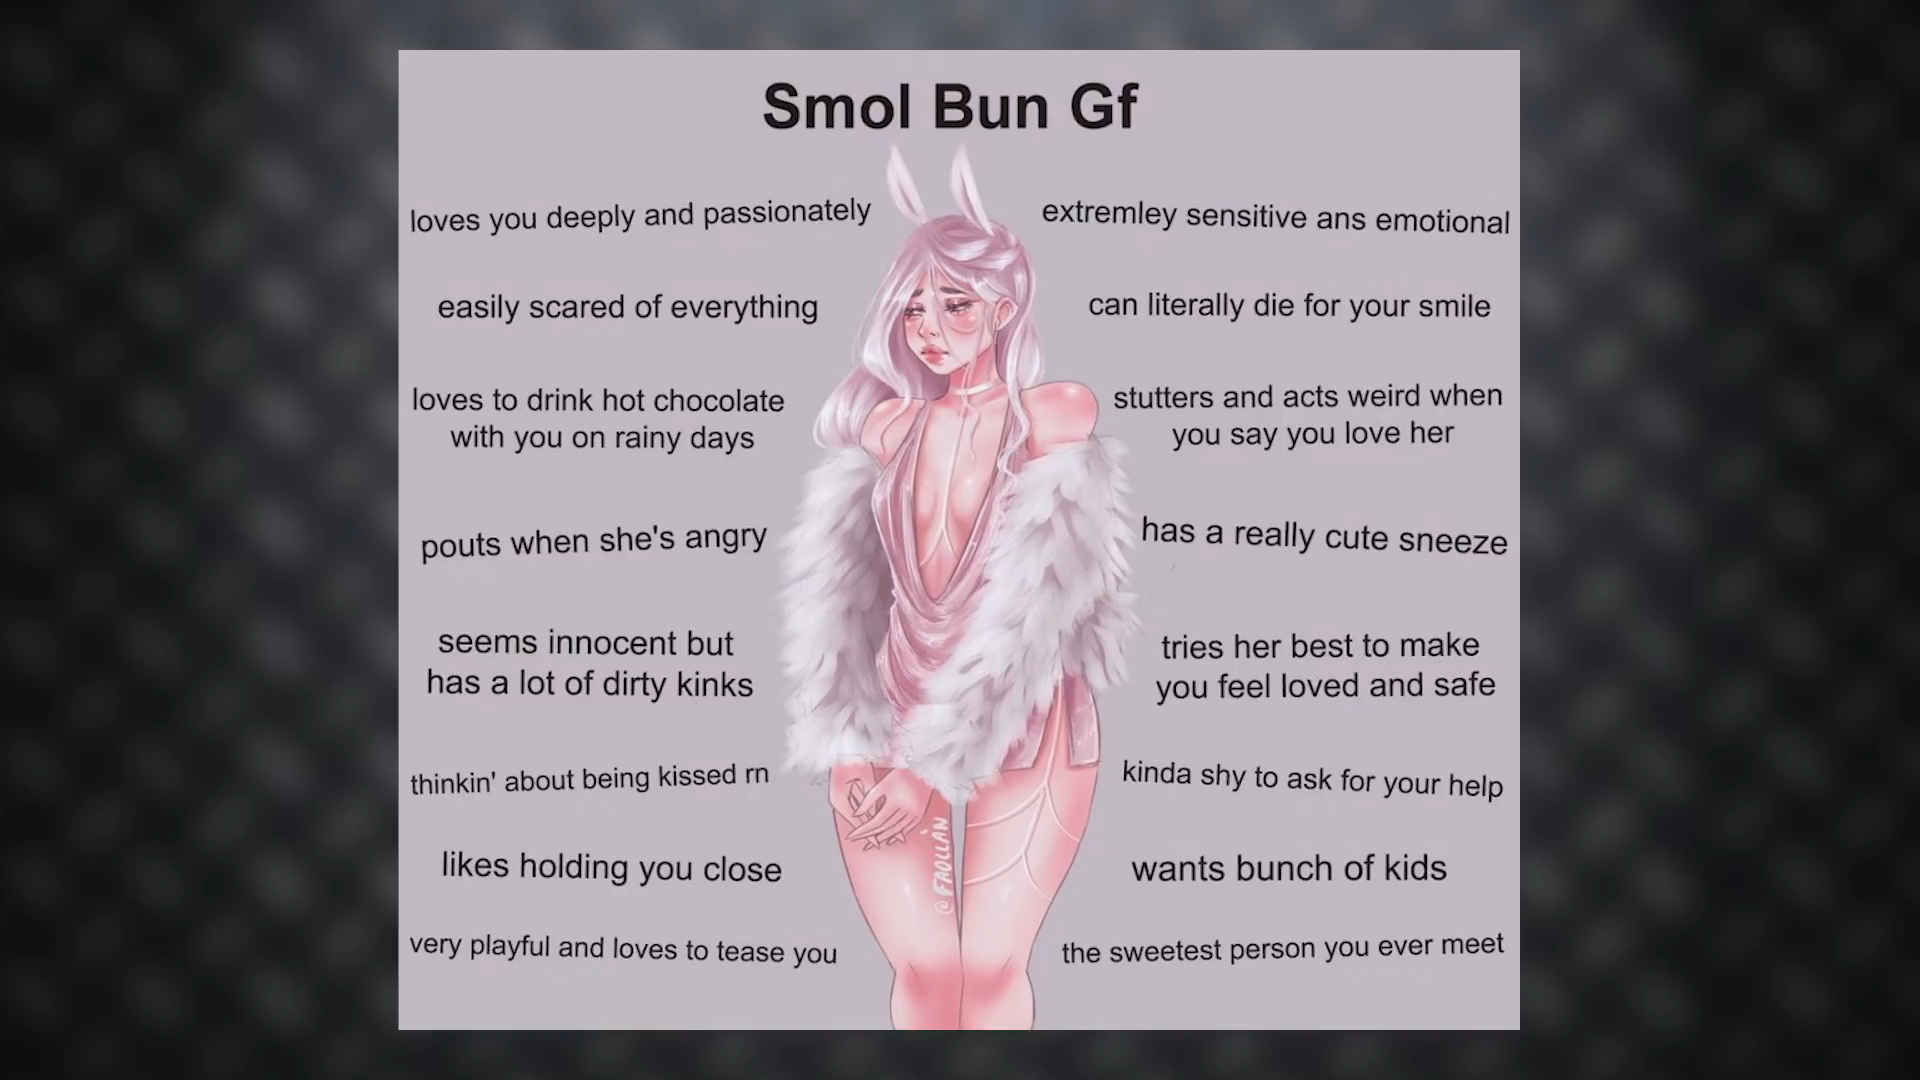 Smol Bun Gf
loves you deeply and passionately
extremley sensitive ans emotional
easily scared of everything
can literally die for your smile
loves to drink hot chocolate
with you on rainy days
stutters and acts weird when
you say you love her
pouts when she's angry
has a really cute sneeze
seems innocent but
has a lot of dirty kinks
tries her best to make
you feel loved and safe
thinkin' about being kissed rn
kinda shy to ask for your help
likes holding you close
@FAOLLÀN
wants bunch of kids
very playful and loves to tease you
the sweetest person you ever meet